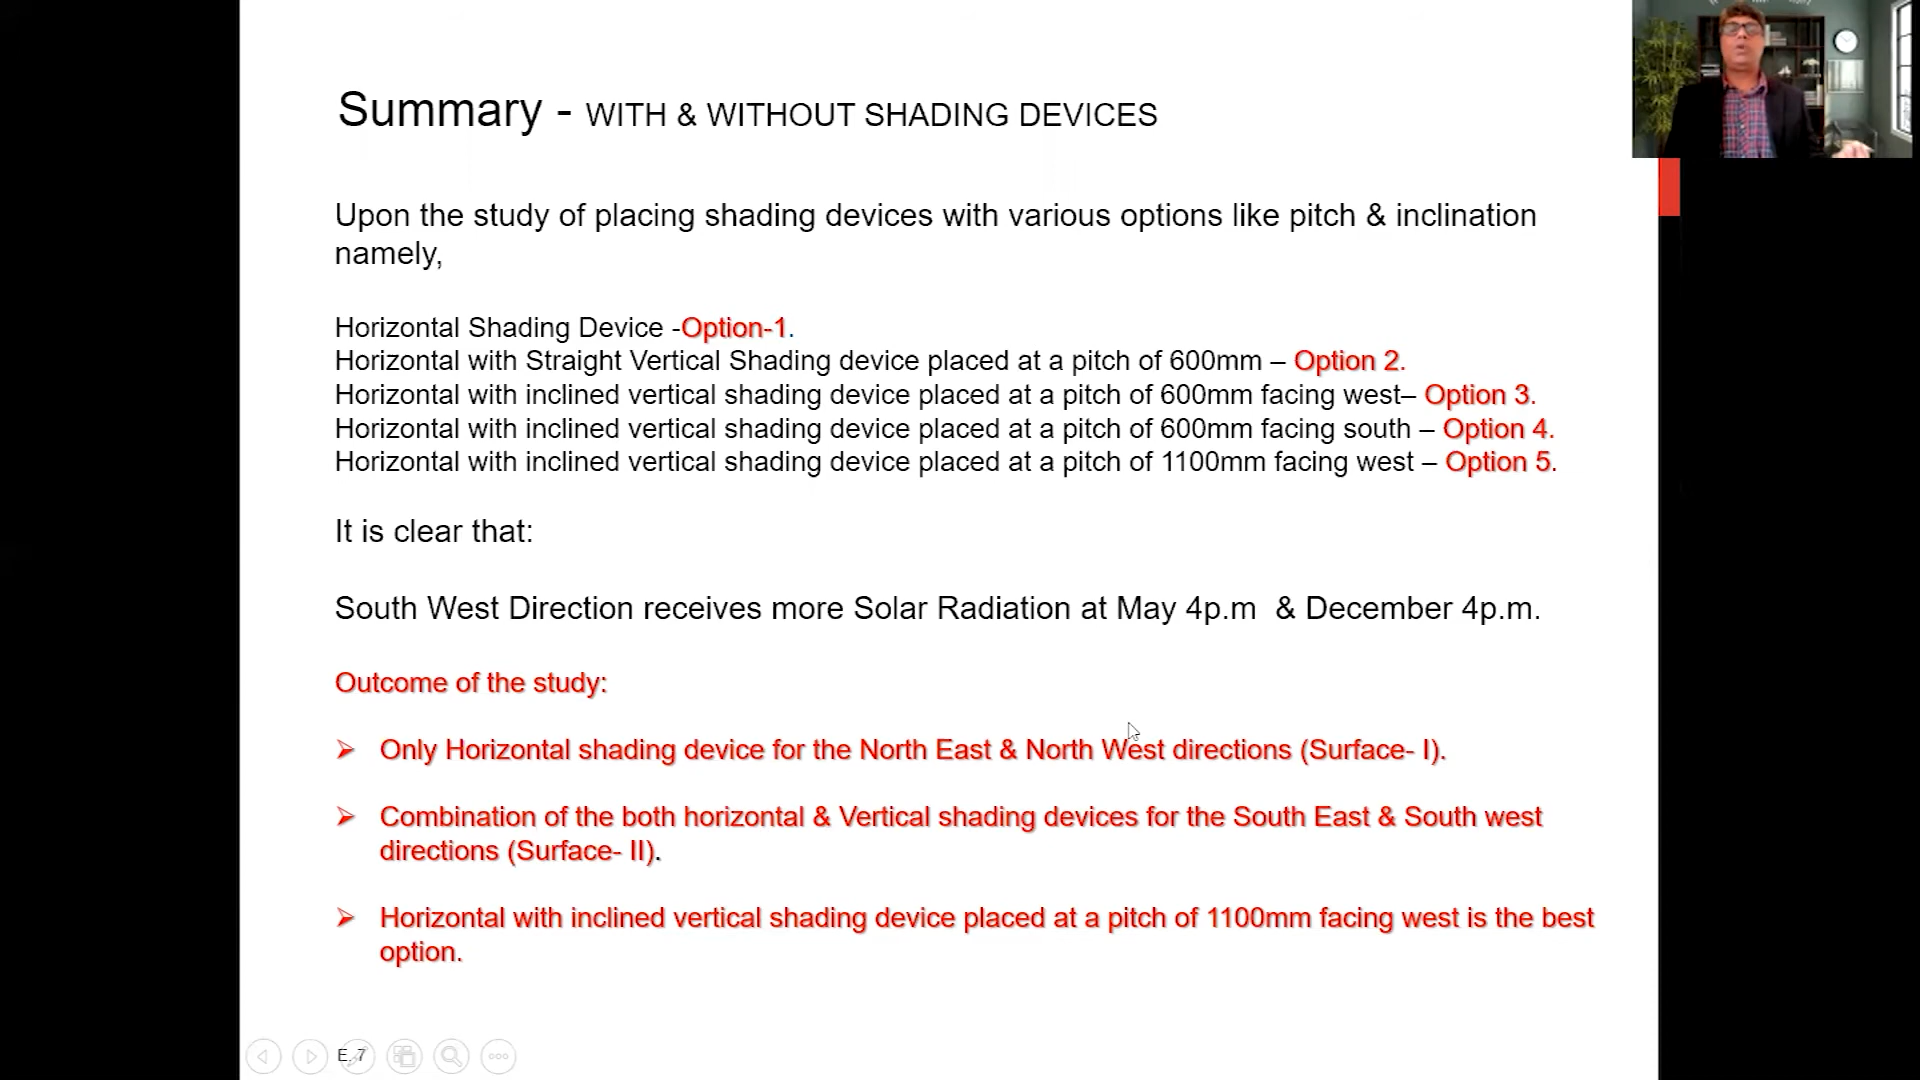 Summary - WITH & WITHOUT SHADING DEVICES
Upon the study of placing shading devices with various options like pitch & inclination
namely,
Horizontal Shading Device -Option-1.
Horizontal with Straight Vertical Shading device placed at a pitch of 600mm – Option 2.
Horizontal with inclined vertical shading device placed at a pitch of 600mm facing west– Option 3.
Horizontal with inclined vertical shading device placed at a pitch of 600mm facing south – Option 4.
Horizontal with inclined vertical shading device placed at a pitch of 1100mm facing west – Option 5.
It is clear that:
South West Direction receives more Solar Radiation at May 4p.m & December 4p.m.
Outcome of the study:
➢ Only Horizontal shading device for the North East & North West directions (Surface- I).
➢ Combination of the both horizontal & Vertical shading devices for the South East & South west
directions (Surface- II).
➢ Horizontal with inclined vertical shading device placed at a pitch of 1100mm facing west is the best
option.
E. 7